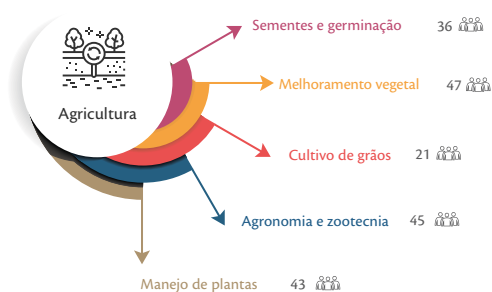 Sementes e germinação 36
Melhoramento vegetal 47
Agricultura
Cultivo de grãos 21
Agronomia e zootecnia 45
Manejo de plantas 43